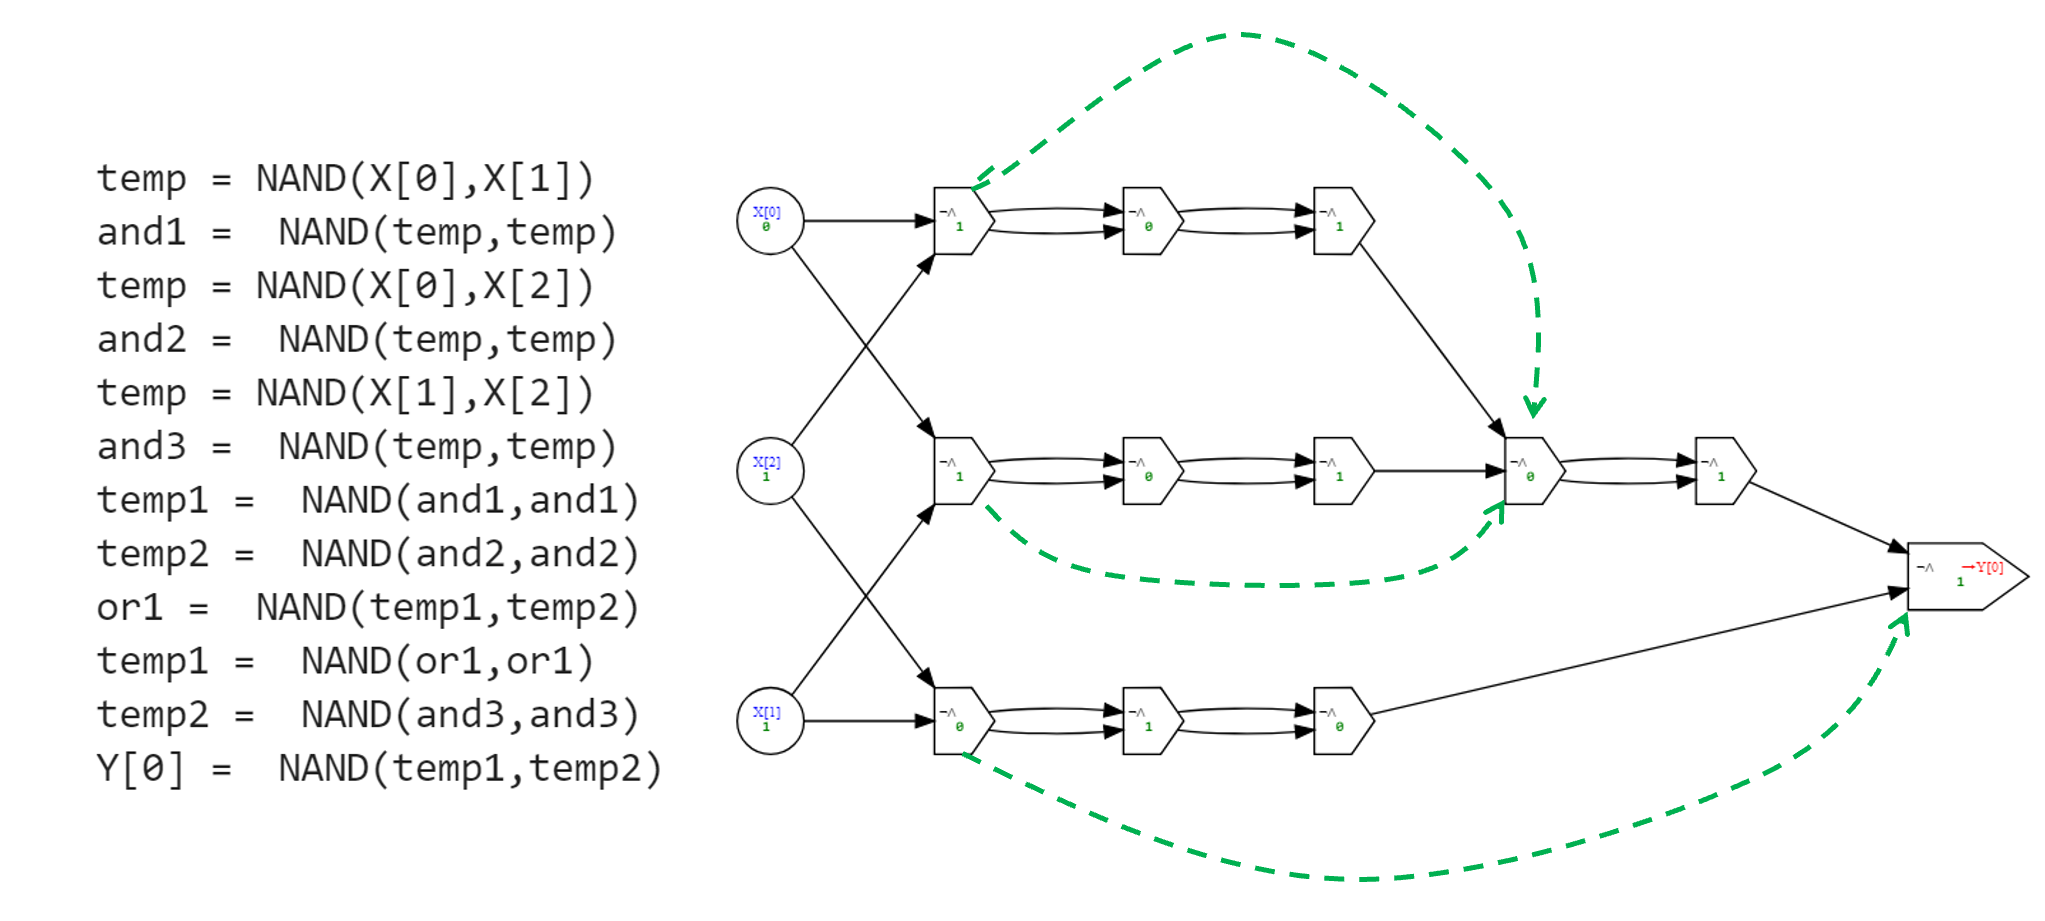 temp = NAND(X[0],X[1])
and1 =  NAND(temp,temp)
temp = NAND(X[0],X[2])
and2 =  NAND(temp,temp)
temp = NAND(X[1],X[2])
and3 =  NAND(temp,temp)
temp1 =  NAND(and1,and1)
temp2 =  NAND(and2,and2)
or1 =  NAND(temp1,temp2)
temp1 =  NAND(or1,or1)
temp2 =  NAND(and3,and3)
Y[0] =  NAND(temp1,temp2)
X[0]
0
¬∧
1
¬∧
0
¬∧
1
X[2]
1
¬∧
1
¬∧
0
¬∧
1
¬∧
0
¬∧
1
¬∧ →Y[0]
1
X[1]
1
¬∧
0
¬∧
1
¬∧
0